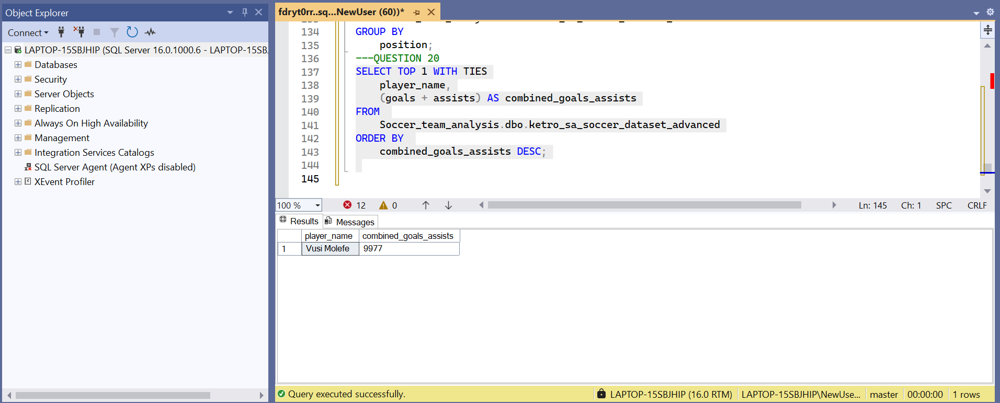 Object Explorer
Connect
LAPTOP-15SBJHIP (SQL Server 16.0.1000.6 - LAPTOP-15SB
Databases
Security
Server Objects
Replication
Always On High Availability
Management
Integration Services Catalogs
SQL Server Agent (Agent XPs disabled)
XEvent Profiler
fdryt0rr..sq...NewUser (60))*
134 GROUP BY
135 position;
136 ---QUESTION 20
137 SELECT TOP 1 WITH TIES
138 player_name,
139 (goals + assists) AS combined_goals_assists
140 FROM
141 Soccer_team_analysis.dbo.ketro_sa_soccer_dataset_advanced
142 ORDER BY
143 combined_goals_assists DESC;
144
145
100 % 12 0 Ln: 145 Ch: 1 SPC CRLF
Results Messages
player_name combined_goals_assists
1 Vusi Molefe 9977
Query executed successfully. LAPTOP-15SBJHIP (16.0 RTM) LAPTOP-15SBJHIP\NewUse... master 00:00:00 1 rows